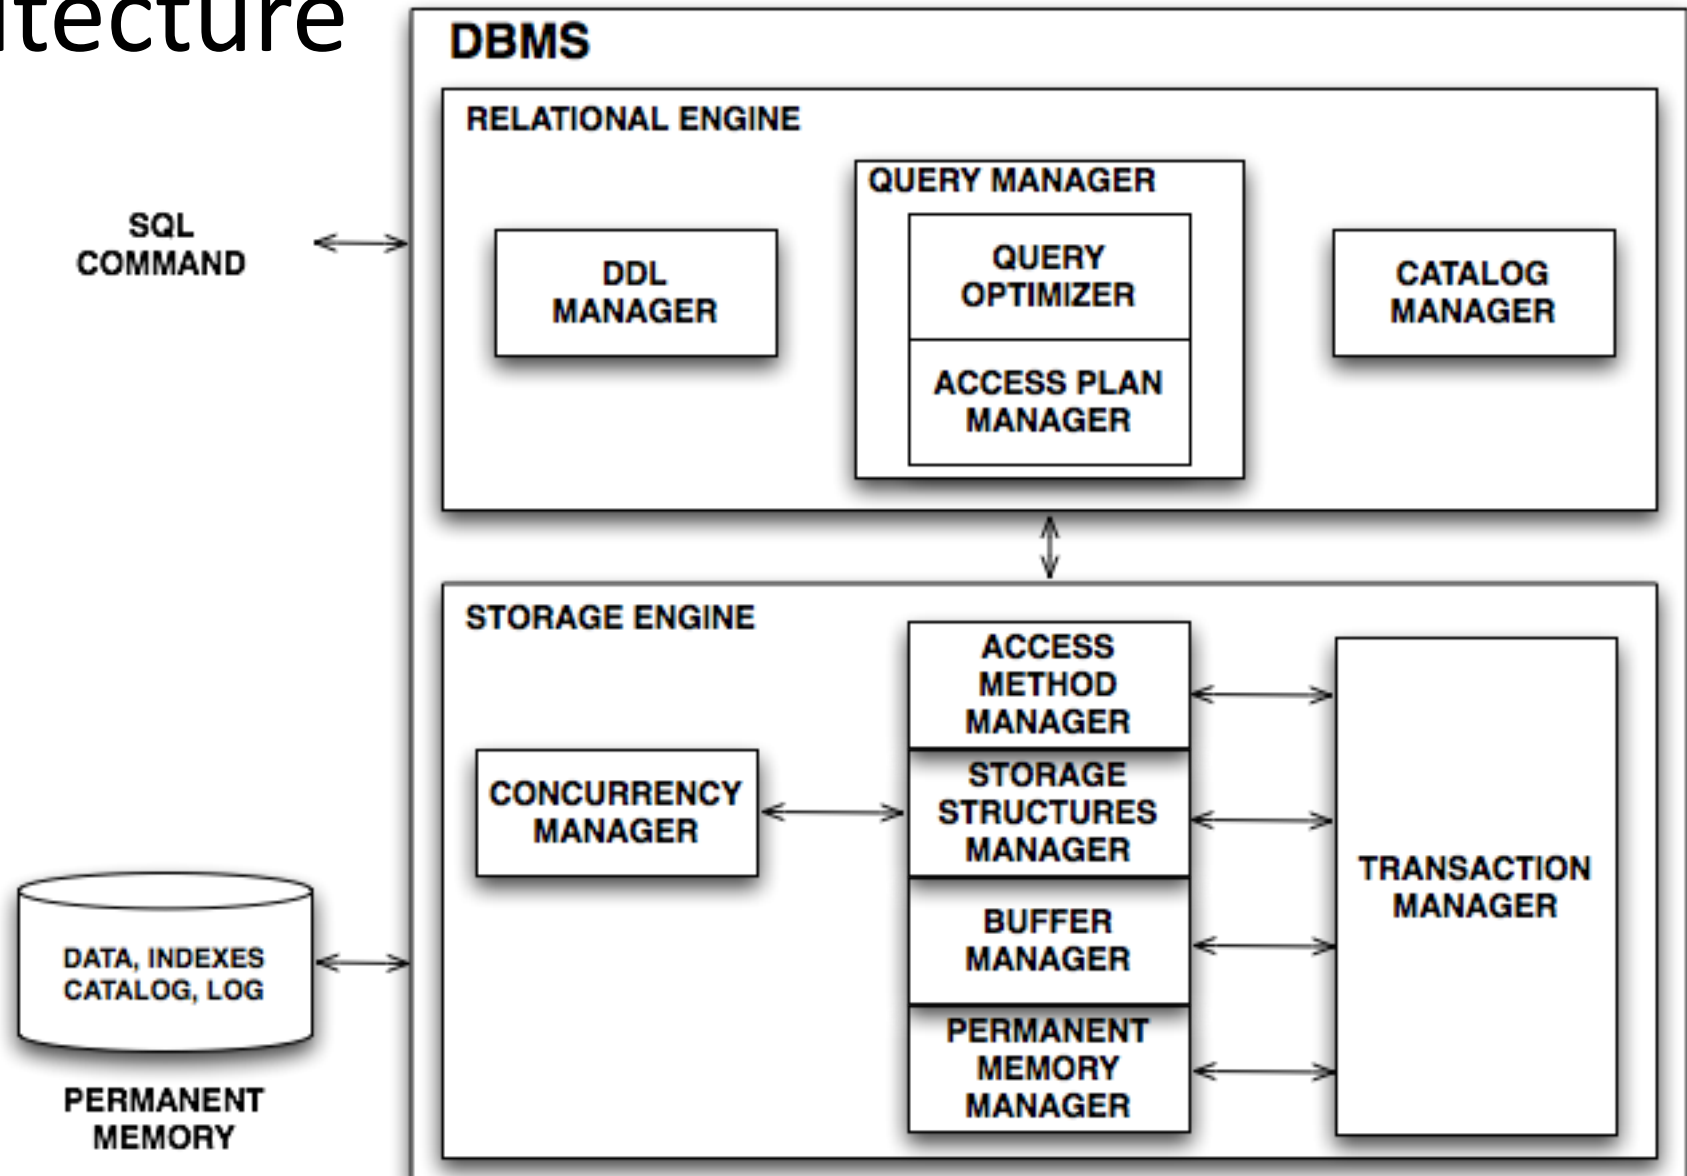 itecture
DBMS
RELATIONAL ENGINE
QUERY MANAGER
SQL
COMMAND
DDL
MANAGER
QUERY
OPTIMIZER
CATALOG
MANAGER
ACCESS PLAN
MANAGER
STORAGE ENGINE
ACCESS
METHOD
MANAGER
CONCURRENCY
MANAGER
STORAGE
STRUCTURES
MANAGER
TRANSACTION
MANAGER
BUFFER
MANAGER
DATA, INDEXES
CATALOG, LOG
PERMANENT
MEMORY
MANAGER
PERMANENT
MEMORY